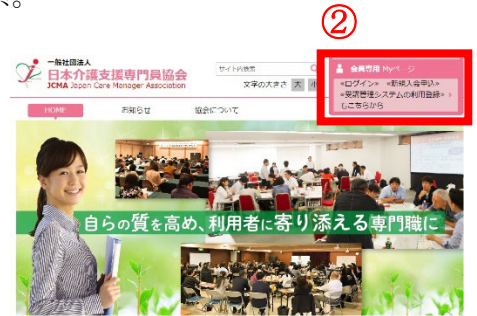 、。
②
一般社団法人
日本介護支援専門員協会
JCMA Japan Care Manager Association
サイト内検索
文字の大きさ 大 小
会員専用 Myページ
«ログイン» «新規入会申込»
«受講管理システムの利用登録»
もこちらから
HOME
お知らせ
協会について
自らの質を高め、利用者に寄り添える専門職に